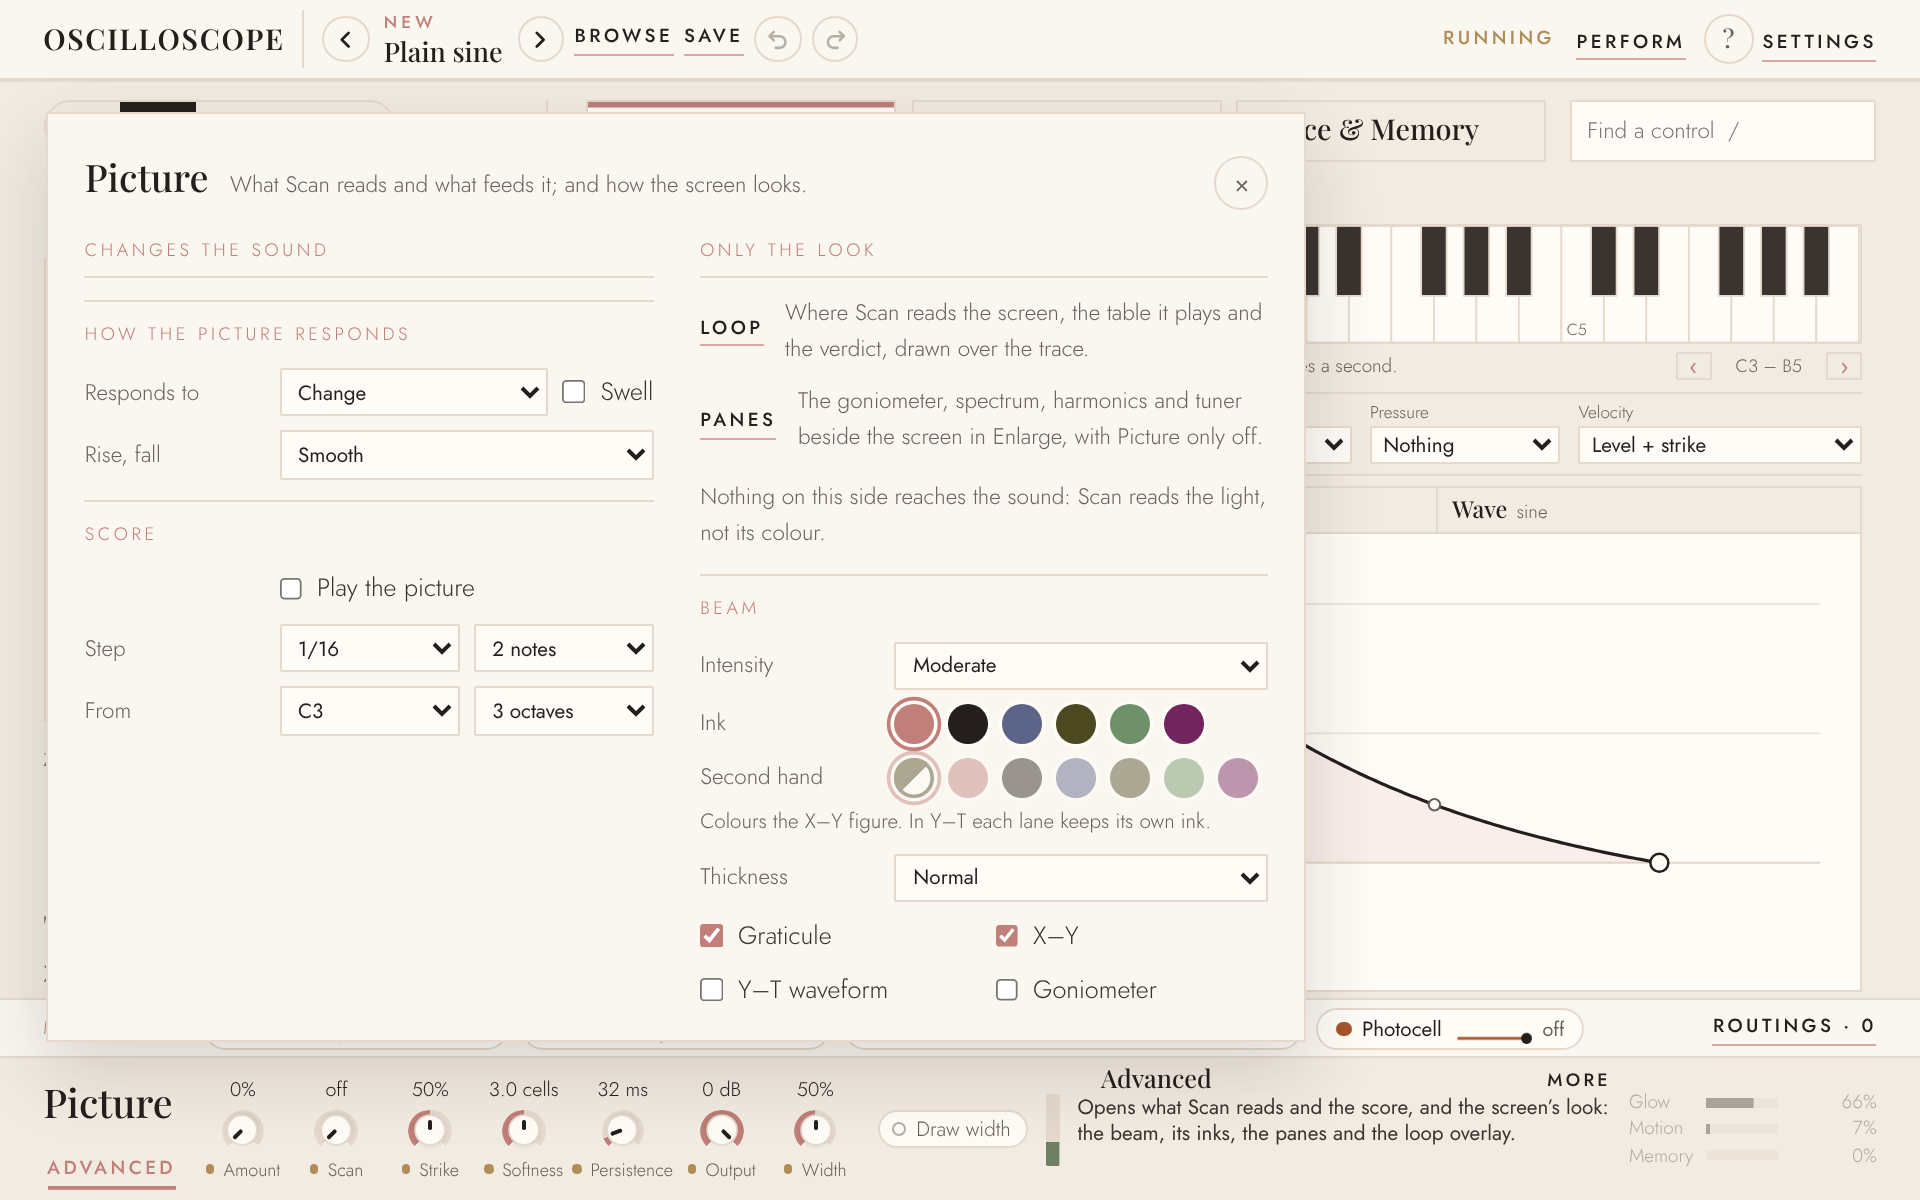 OSCILLOSCOPE
NEW
Plain sine
BROWSE SAVE
RUNNING PERFORM ? SETTINGS
ce & Memory
Find a control /
Picture What Scan reads and what feeds it; and how the screen looks.
CHANGES THE SOUND
HOW THE PICTURE RESPONDS
Responds to Change Swell
Rise, fall Smooth
SCORE
Play the picture
Step 1/16 2 notes
From C3 3 octaves
ONLY THE LOOK
LOOP Where Scan reads the screen, the table it plays and
the verdict, drawn over the trace.
PANES The goniometer, spectrum, harmonics and tuner
beside the screen in Enlarge, with Picture only off.
Nothing on this side reaches the sound: Scan reads the light,
not its colour.
BEAM
Intensity Moderate
Ink
Second hand
Colours the X–Y figure. In Y–T each lane keeps its own ink.
Thickness Normal
Graticule X–Y
Y–T waveform Goniometer
C5
s a second. C3 – B5
Pressure Velocity
Nothing Level + strike
Wave sine
Photocell off ROUTINGS · 0
Picture
ADVANCED
0% off 50% 3.0 cells 32 ms 0 dB 50%
Amount Scan Strike Softness Persistence Output Width
Draw width
Advanced MORE
Opens what Scan reads and the score, and the screen’s look:
the beam, its inks, the panes and the loop overlay.
Glow 66%
Motion 7%
Memory 0%